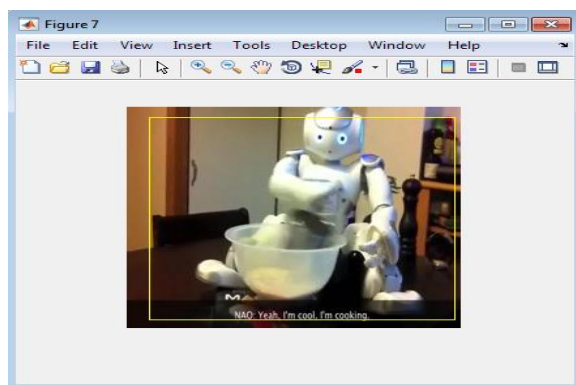 Figure 7
File Edit View Insert Tools Desktop Window Help
NAO: Yeah, I'm cool, I'm cooking.